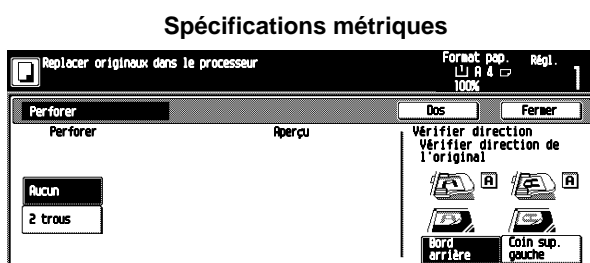 Spécifications métriques
Replacer originaux dans le processeur
Format pap.
Régl.
A4
100%
1
Perforer
Dos
Fermer
Perforer
Aperçu
Vérifier direction
Vérifier direction de
l'original
Aucun
2 trous
A
A
Bord
arrière
Coin sup.
gauche